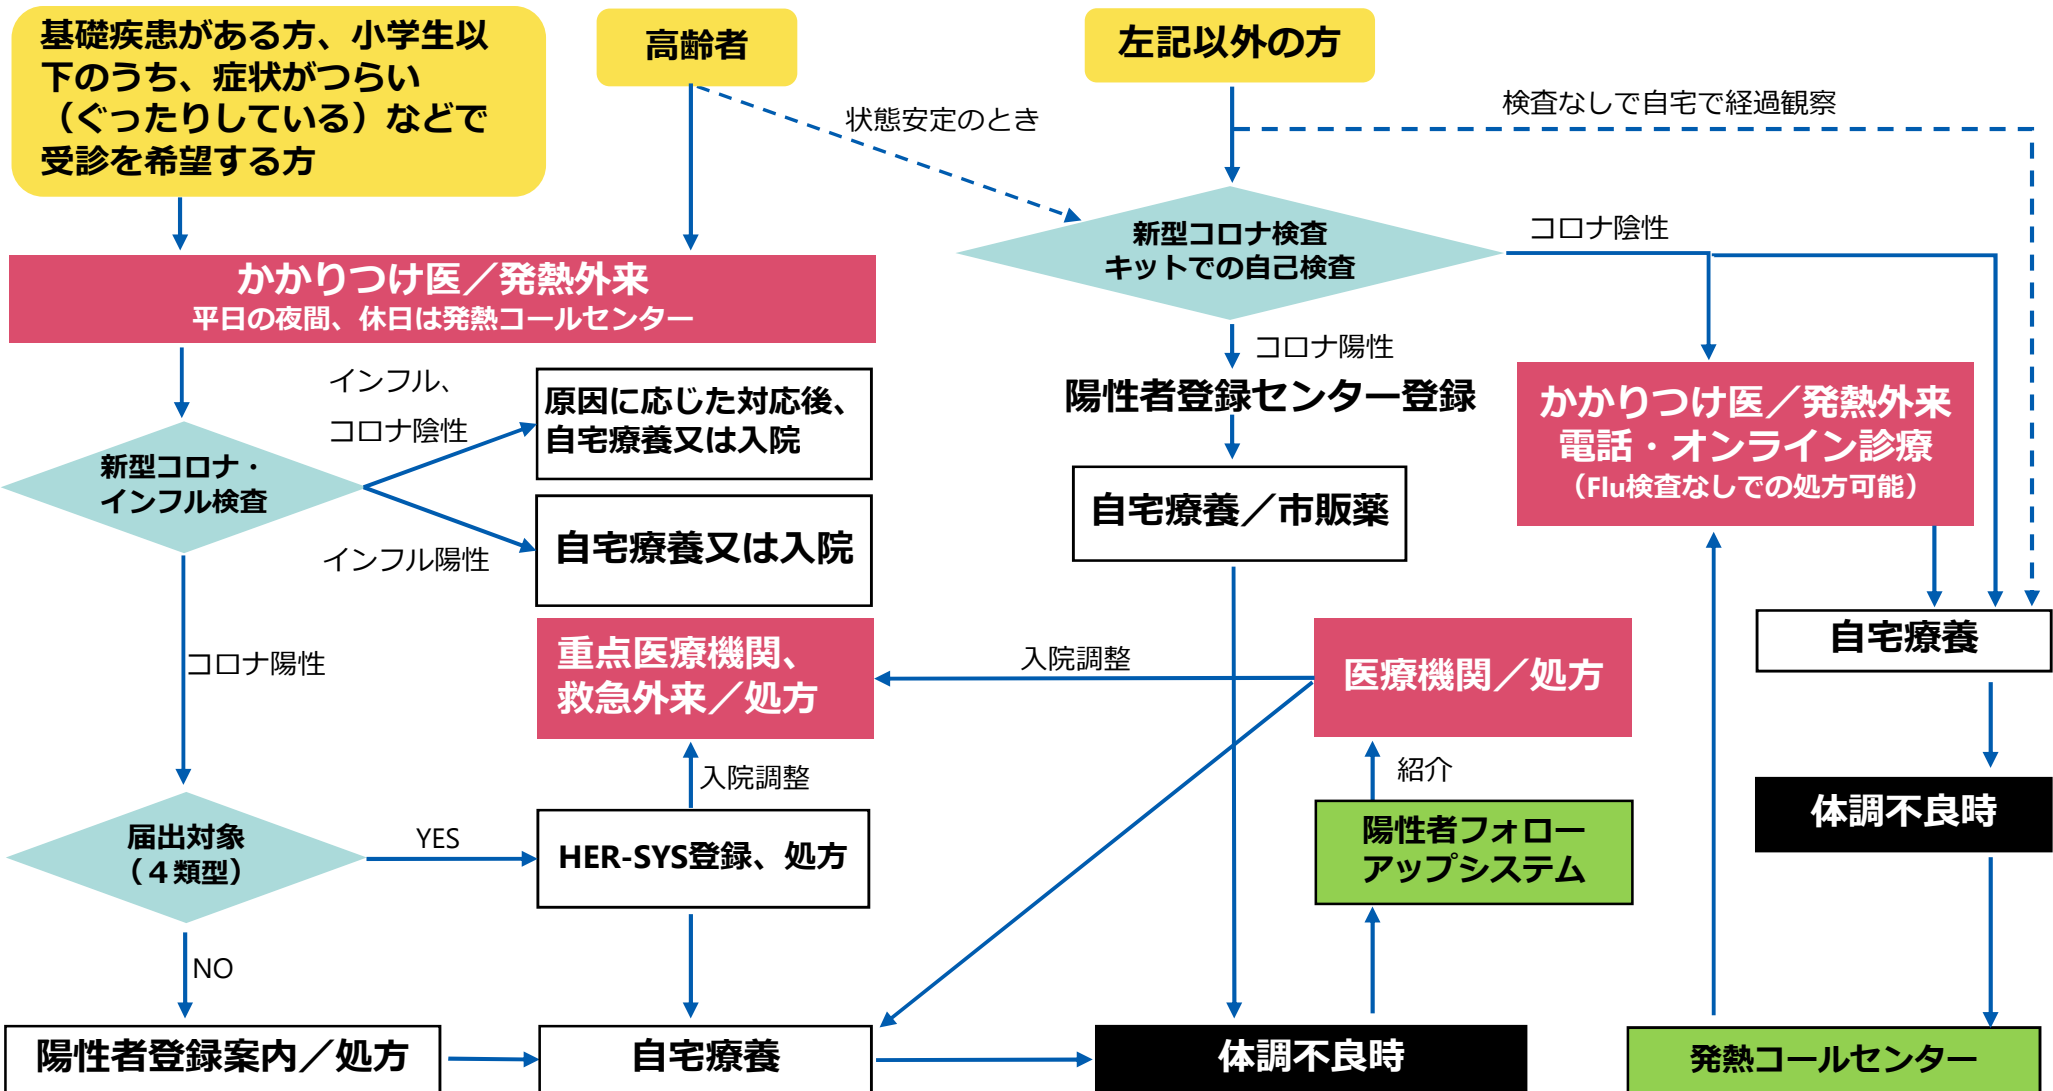 基礎疾患がある方、小学生以
下のうち、症状がつらい
（ぐったりしている）などで
受診を希望する方
高齢者
左記以外の方
状態安定のとき
検査なしで自宅で経過観察
新型コロナ検査
キットでの自己検査
コロナ陰性
かかりつけ医／発熱外来
平日の夜間、休日は発熱コールセンター
コロナ陽性
インフル、
コロナ陰性
原因に応じた対応後、
自宅療養又は入院
陽性者登録センター登録
かかりつけ医／発熱外来
電話・オンライン診療
（Flu検査なしでの処方可能）
新型コロナ・
インフル検査
自宅療養／市販薬
インフル陽性
自宅療養又は入院
コロナ陽性
重点医療機関、
救急外来／処方
入院調整
医療機関／処方
自宅療養
入院調整
紹介
体調不良時
届出対象
（４類型）
YES
HER-SYS登録、処方
陽性者フォロー
アップシステム
NO
陽性者登録案内／処方
自宅療養
体調不良時
発熱コールセンター